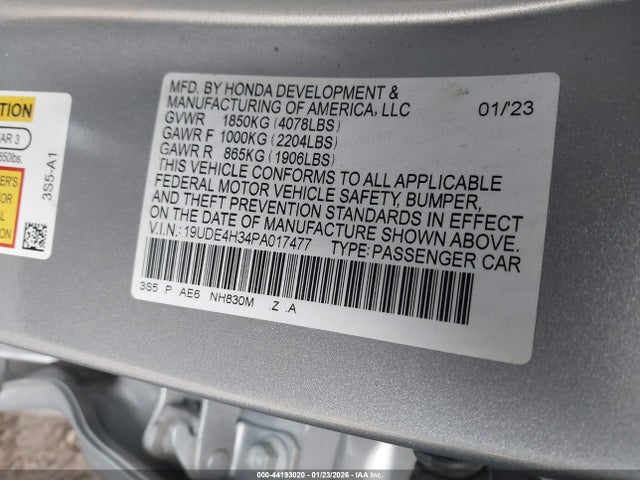 MFD. BY HONDA DEVELOPMENT &
MANUFACTURING OF AMERICA, LLC 01/'23
GVWR 1850KG (4078LBS)
GAWR F 1000KG (2204LBS)
GAWR R 865KG (1906LBS)
THIS VEHICLE CONFORMS TO ALL APPLICABLE
FEDERAL MOTOR VEHICLE SAFETY, BUMPER,
AND THEFT PREVENTION STANDARDS IN EFFECT
ON THE DATE OF MANUFACTURE SHOWN ABOVE.
V.I.N.: 19UDE4H34PA017477 TYPE: PASSENGER CAR
3S5 P AE6 NH830M .Z .A
3S5-A1
000-44193020 - 01/23/2026 - IAAI.CA